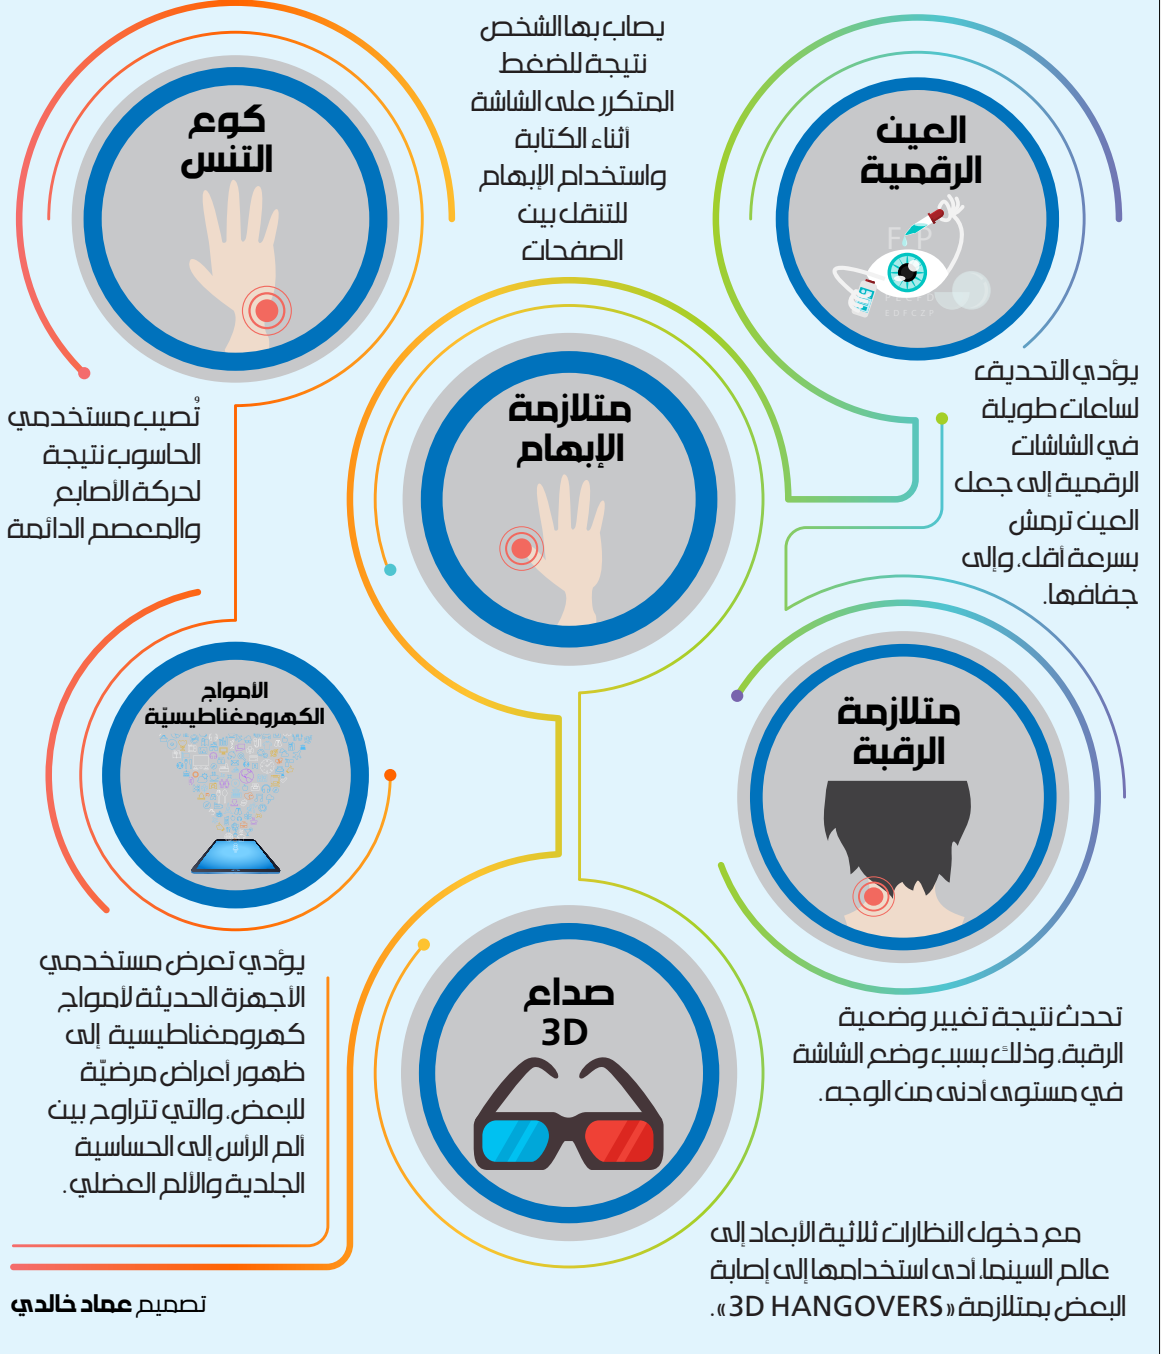 العين
الرقمية
F P
P E C F D
E D F C Z P
يؤدي التحديق
لساعات طويلة
في الشاشات
الرقمية إلى جعل
العين ترمش
بسرعة أقل، وإلى
جفافها.
يصاب بها الشخص
نتيجة للضغط
المتكرر على الشاشة
أثناء الكتابة
واستخدام الإبهام
للتنقل بين
الصفحات
متلازمة
الإبهام
كوع
التنس
تُصيب مستخدمي
الحاسوب نتيجة
لحركة الأصابع
والمعصم الدائمة
متلازمة
الرقبة
تحدث نتيجة تغيير وضعية
الرقبة، وذلك بسبب وضع الشاشة
في مستوى أدنى من الوجه.
الأمواج
الكهرومغناطيسيّة
يؤدي تعرض مستخدمي
الأجهزة الحديثة لأمواج
كهرومغناطيسية إلى
ظهور أعراض مرضيّة
للبعض، والتي تتراوح بين
ألم الرأس إلى الحساسية
الجلدية والألم العضلي.
صداع
3D
مع دخول النظارات ثلاثية الأبعاد إلى
عالم السينما، أدى استخدامها إلى إصابة
البعض بمتلازمة «3D HANGOVERS».
تصميم عماد خالدي